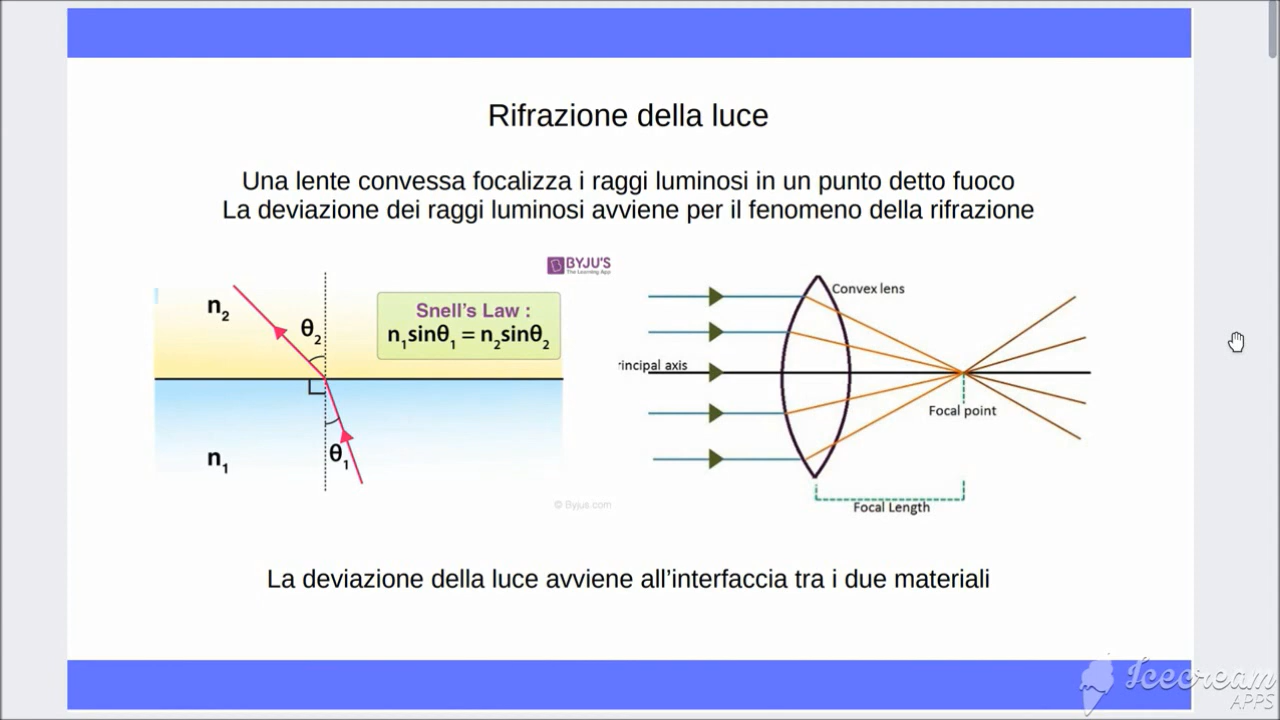 Rifrazione della luce
Una lente convessa focalizza i raggi luminosi in un punto detto fuoco
La deviazione dei raggi luminosi avviene per il fenomeno della rifrazione
BYJU'S
The Learning App
n₂
θ₂
Snell's Law :
n₁sinθ₁ = n₂sinθ₂
n₁
θ₁
© Byjus.com
Convex lens
rincipal axis
Focal point
Focal Length
La deviazione della luce avviene all'interfaccia tra i due materiali
Icecream
APPS